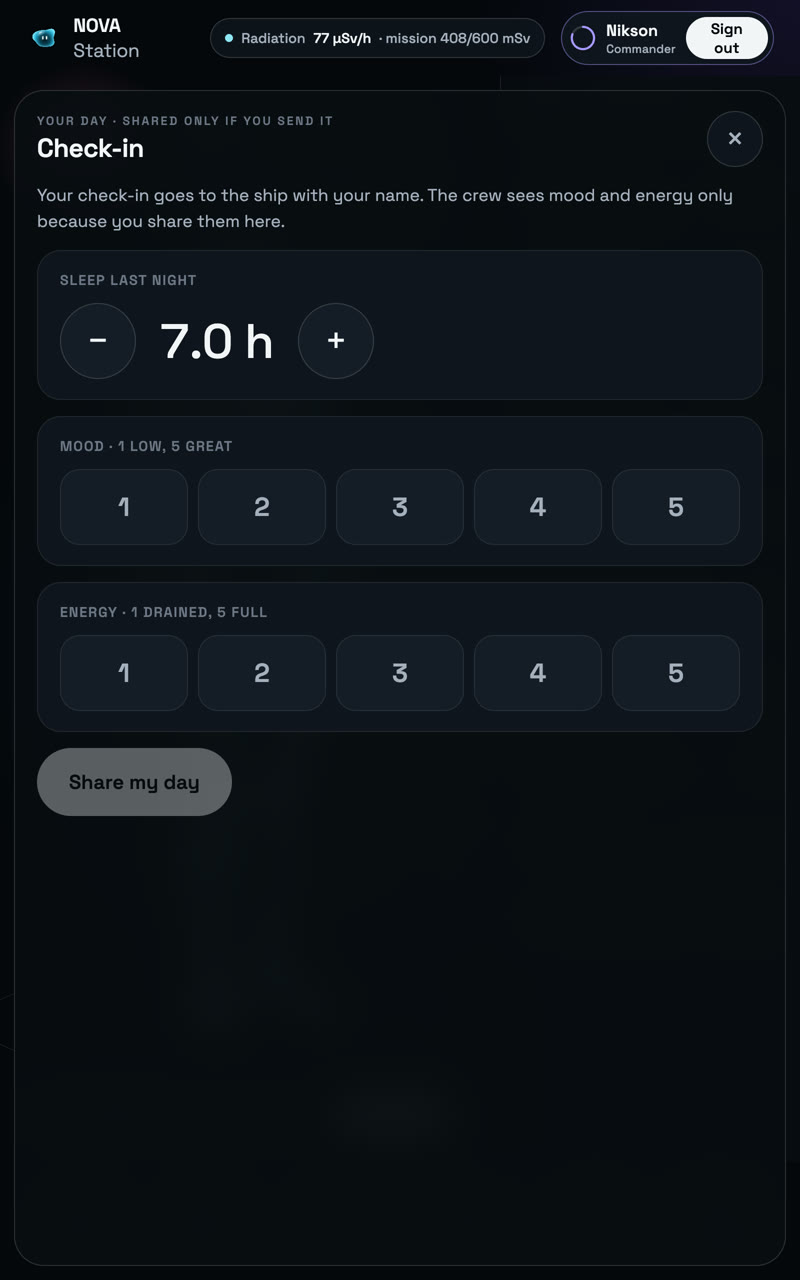 NOVA
Station
Radiation 77 µSv/h · mission 408/600 mSv
Nikson
Commander
Sign out
YOUR DAY · SHARED ONLY IF YOU SEND IT
Check-in
×
Your check-in goes to the ship with your name. The crew sees mood and energy only
because you share them here.
SLEEP LAST NIGHT
− 7.0 h +
MOOD · 1 LOW, 5 GREAT
1 2 3 4 5
ENERGY · 1 DRAINED, 5 FULL
1 2 3 4 5
Share my day